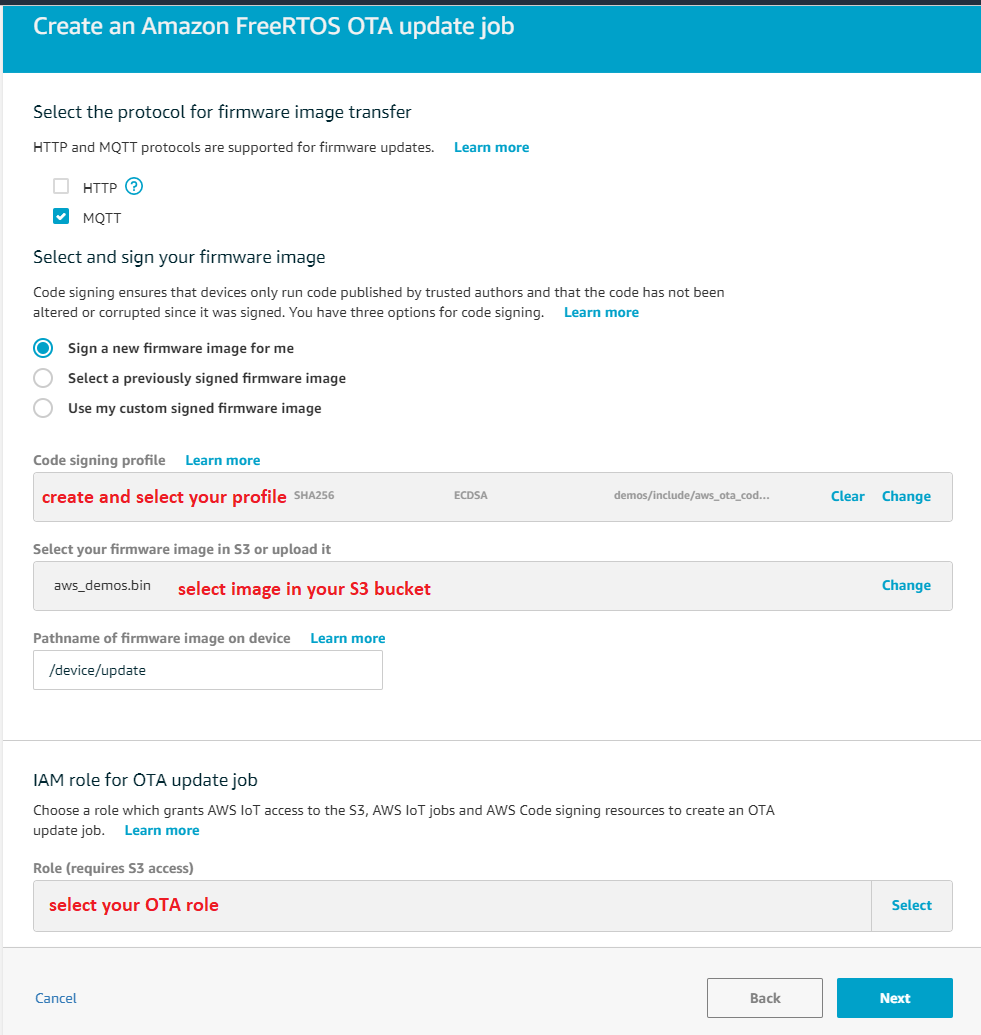 Create an Amazon FreeRTOS OTA update job
Select the protocol for firmware image transfer
HTTP and MQTT protocols are supported for firmware updates. Learn more
HTTP ?
MQTT
Select and sign your firmware image
Code signing ensures that devices only run code published by trusted authors and that the code has not been
altered or corrupted since it was signed. You have three options for code signing. Learn more
Sign a new firmware image for me
Select a previously signed firmware image
Use my custom signed firmware image
Code signing profile Learn more
create and select your profile SHA256 ECDSA demos/include/aws_ota_cod... Clear Change
Select your firmware image in S3 or upload it
aws_demos.bin select image in your S3 bucket Change
Pathname of firmware image on device Learn more
/device/update
IAM role for OTA update job
Choose a role which grants AWS IoT access to the S3, AWS IoT jobs and AWS Code signing resources to create an OTA
update job. Learn more
Role (requires S3 access)
select your OTA role Select
Cancel Back Next